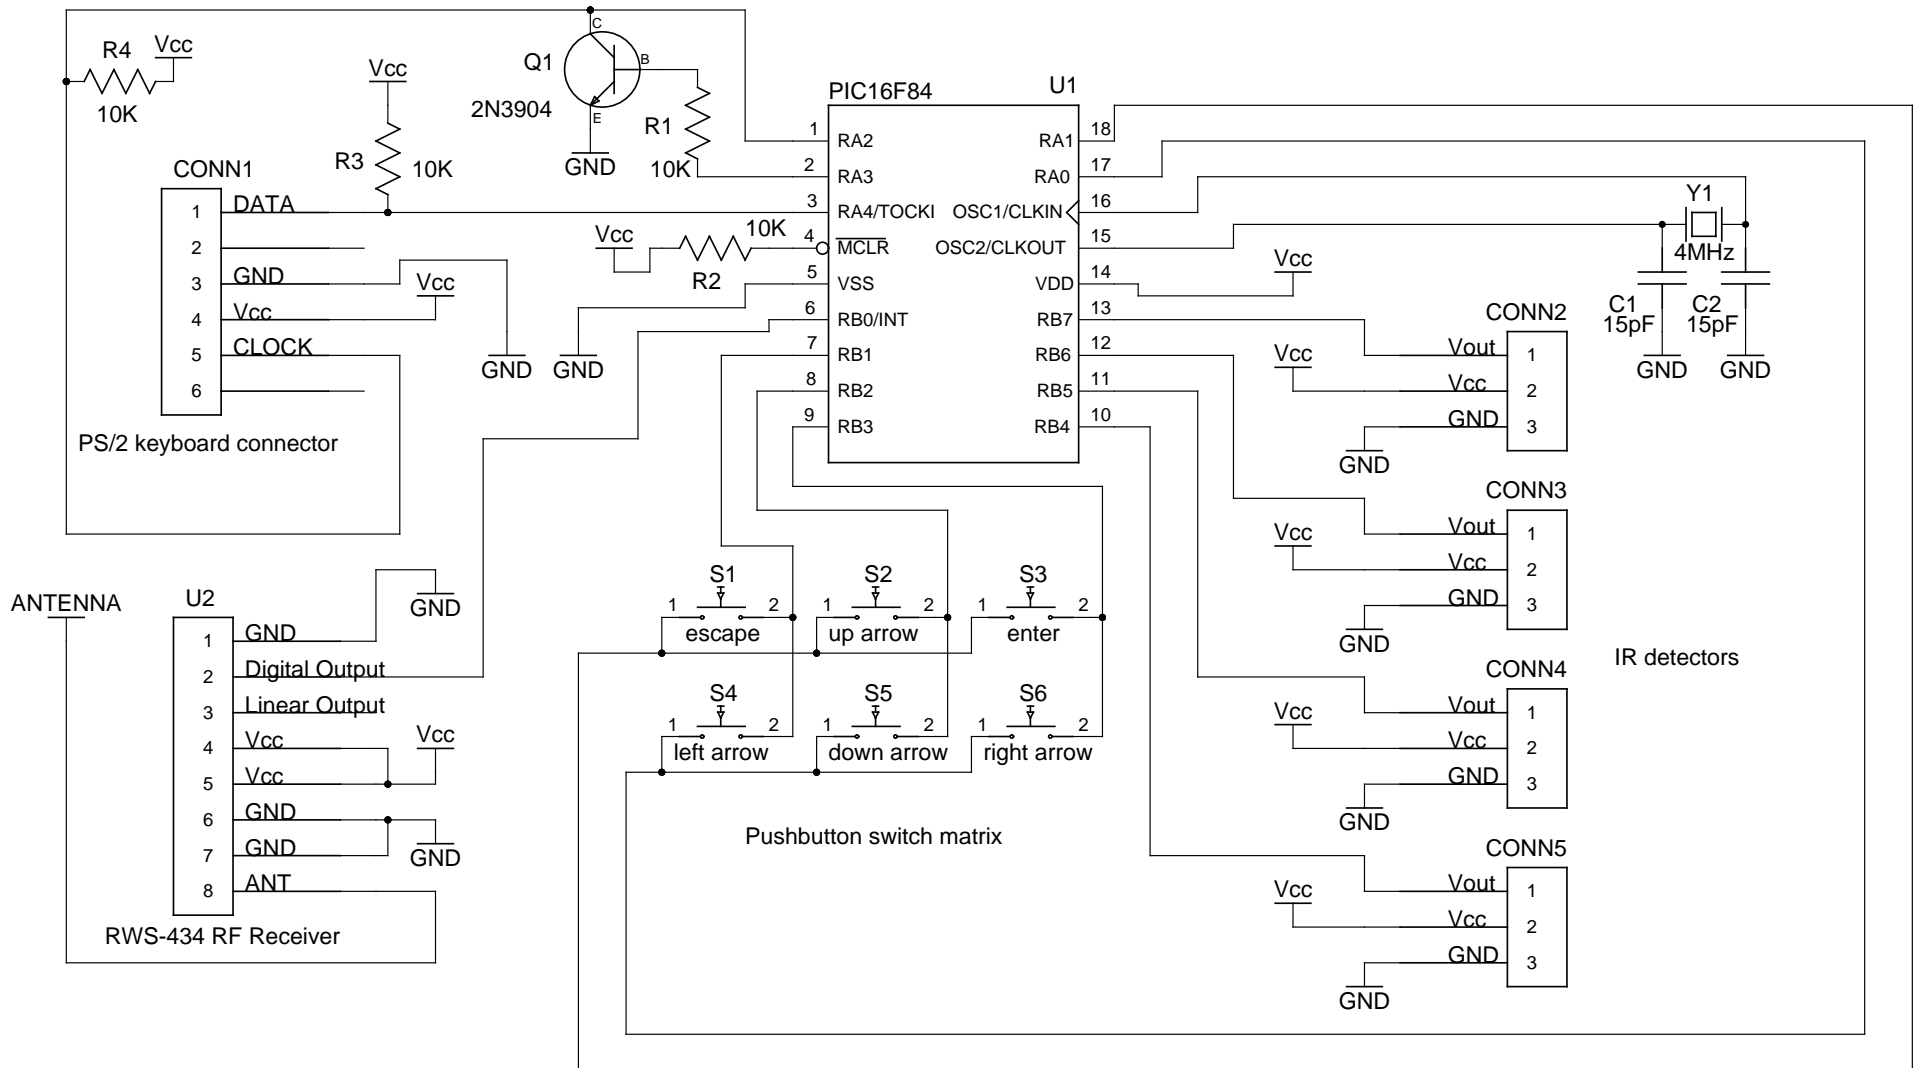 R4
Vcc
10K
Vcc
R3
10K
Q1
2N3904
C
B
E
GND
R1
10K
PIC16F84
U1
1 RA2
2 RA3
3 RA4/TOCKI
4 MCLR
5 VSS
6 RB0/INT
7 RB1
8 RB2
9 RB3
RA1 18
RA0 17
OSC1/CLKIN 16
OSC2/CLKOUT 15
VDD 14
RB7 13
RB6 12
RB5 11
RB4 10
Vcc
R2
10K
CONN1
1 DATA
2
3 GND
4 Vcc
5 CLOCK
6
Vcc
GND
GND
PS/2 keyboard connector
Y1
4MHz
C1
15pF
C2
15pF
GND
GND
Vcc
CONN2
Vout 1
Vcc 2
GND 3
Vcc
GND
CONN3
Vout 1
Vcc 2
GND 3
Vcc
GND
IR detectors
CONN4
Vout 1
Vcc 2
GND 3
Vcc
GND
CONN5
Vout 1
Vcc 2
GND 3
Vcc
GND
S1
1 2
escape
S2
1 2
up arrow
S3
1 2
enter
S4
1 2
left arrow
S5
1 2
down arrow
S6
1 2
right arrow
Pushbutton switch matrix
ANTENNA
U2
1 GND
2 Digital Output
3 Linear Output
4 Vcc
5 Vcc
6 GND
7 GND
8 ANT
GND
Vcc
GND
RWS-434 RF Receiver